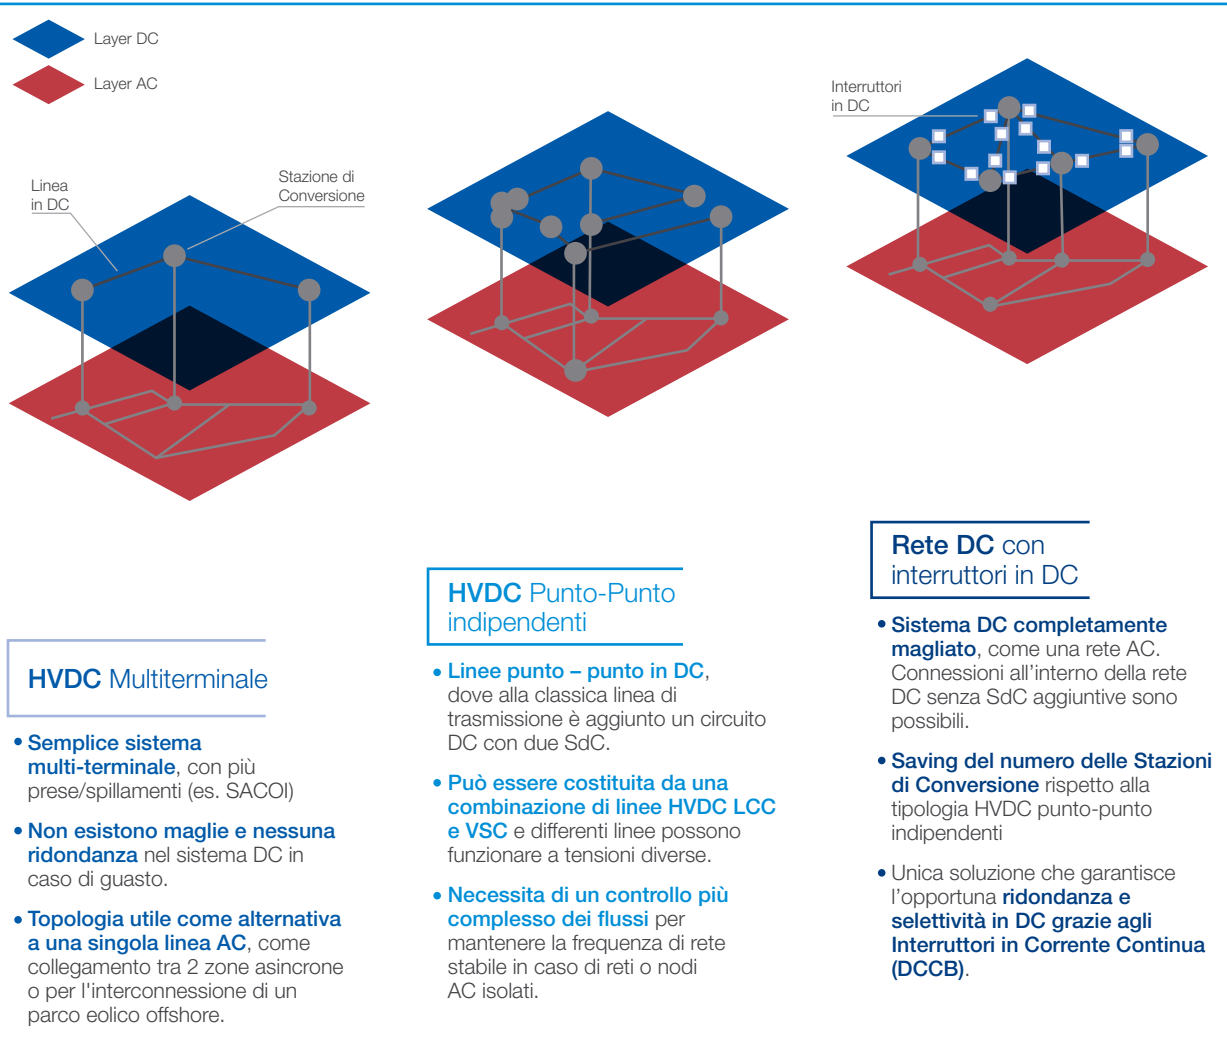 Layer DC
Layer AC
Linea
in DC
Stazione di
Conversione
Interruttori
in DC
HVDC Multiterminale
• Semplice sistema
multi-terminale, con più
prese/spillamenti (es. SACOI)
• Non esistono maglie e nessuna
ridondanza nel sistema DC in
caso di guasto.
• Topologia utile come alternativa
a una singola linea AC, come
collegamento tra 2 zone asincrone
o per l'interconnessione di un
parco eolico offshore.
HVDC Punto-Punto
indipendenti
• Linee punto – punto in DC,
dove alla classica linea di
trasmissione è aggiunto un circuito
DC con due SdC.
• Può essere costituita da una
combinazione di linee HVDC LCC
e VSC e differenti linee possono
funzionare a tensioni diverse.
• Necessita di un controllo più
complesso dei flussi per
mantenere la frequenza di rete
stabile in caso di reti o nodi
AC isolati.
Rete DC con
interruttori in DC
• Sistema DC completamente
magliato, come una rete AC.
Connessioni all’interno della rete
DC senza SdC aggiuntive sono
possibili.
• Saving del numero delle Stazioni
di Conversione rispetto alla
tipologia HVDC punto-punto
indipendenti
• Unica soluzione che garantisce
l’opportuna ridondanza e
selettività in DC grazie agli
Interruttori in Corrente Continua
(DCCB).